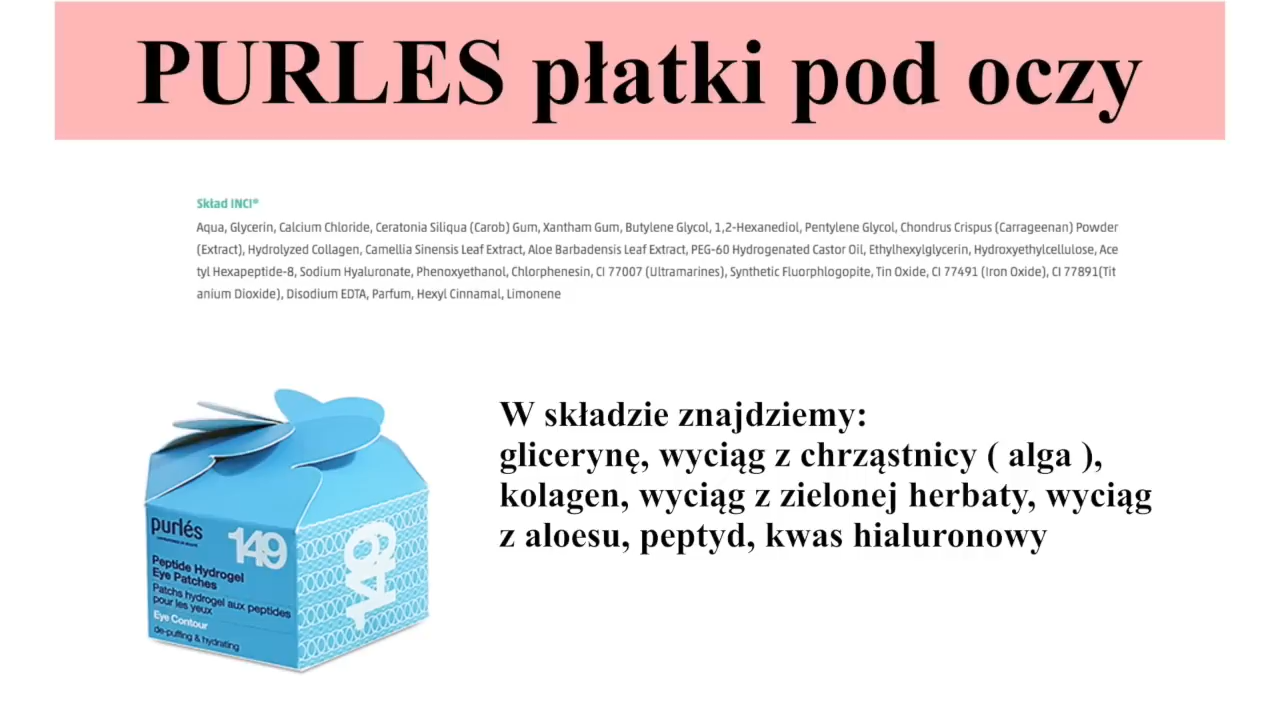 PURLES płatki pod oczy
Skład INCI®
Aqua, Glycerin, Calcium Chloride, Ceratonia Siliqua (Carob) Gum, Xantham Gum, Butylene Glycol, 1,2-Hexanediol, Pentylene Glycol, Chondrus Crispus (Carrageenan) Powder
(Extract), Hydrolyzed Collagen, Camellia Sinensis Leaf Extract, Aloe Barbadensis Leaf Extract, PEG-60 Hydrogenated Castor Oil, Ethylhexylglycerin, Hydroxyethylcellulose, Ace
tyl Hexapeptide-8, Sodium Hyaluronate, Phenoxyethanol, Chlorphenesin, CI 77007 (Ultramarines), Synthetic Fluorphlogopite, Tin Oxide, CI 77491 (Iron Oxide), CI 77891(Tit
anium Dioxide), Disodium EDTA, Parfum, Hexyl Cinnamal, Limonene
W składzie znajdziemy:
glicerynę, wyciąg z chrząstnicy ( alga ),
kolagen, wyciąg z zielonej herbaty, wyciąg
z aloesu, peptyd, kwas hialuronowy
purlés
149
Peptide Hydrogel
Eye Patches
Patchs hydrogel aux peptides
pour les yeux
Eye Contour
de-puffing & hydrating
149